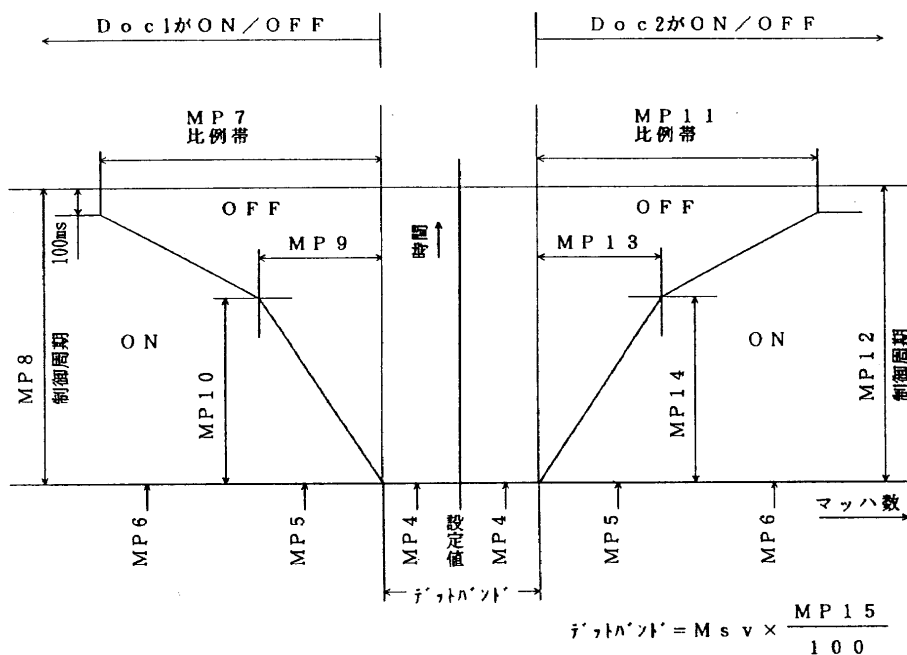 Doc1がON／OFF
Doc2がON／OFF
MP7
比例帯
MP11
比例帯
OFF
OFF
100ms
MP9
時間
MP13
ON
ON
MP8
制御周期
MP10
MP14
MP12
制御周期
マッハ数
MP6
MP5
MP4
設定値
MP4
MP5
MP6
ﾃﾞｯﾄﾊﾞﾝﾄﾞ
ﾃﾞｯﾄﾊﾞﾝﾄﾞ＝Msv×MP15
100